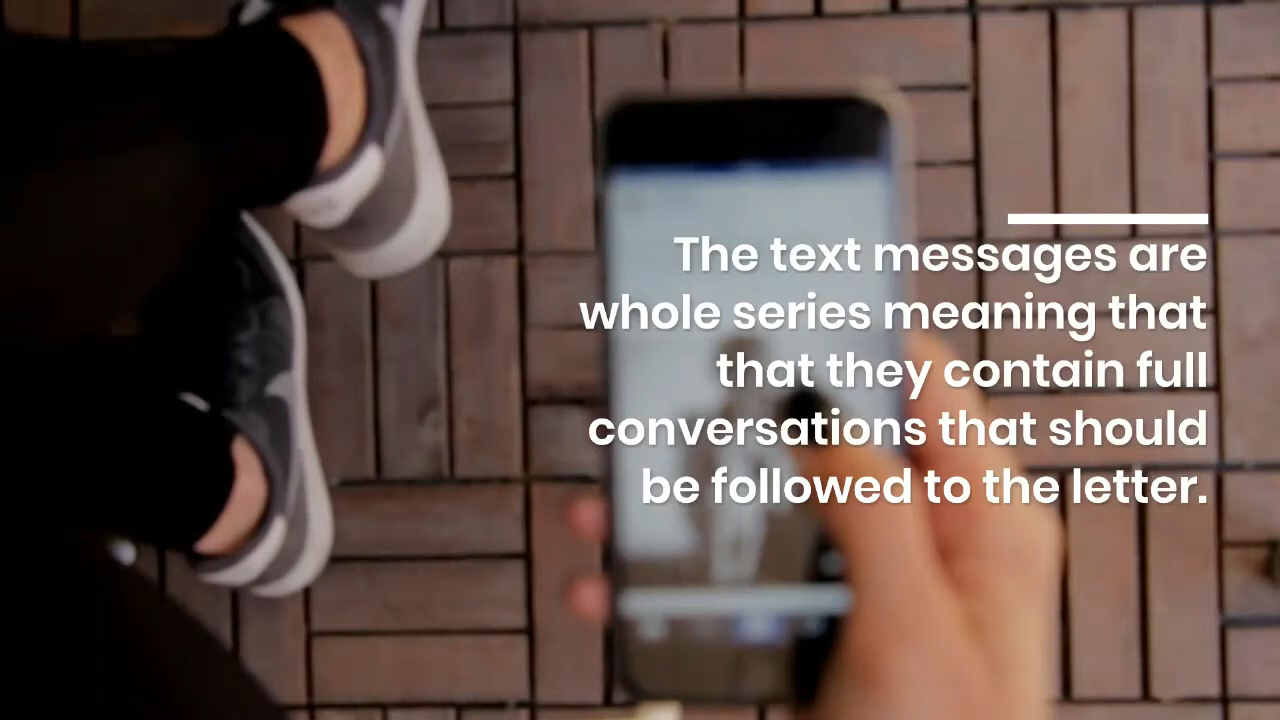 The text messages are
whole series meaning that
that they contain full
conversations that should
be followed to the letter.